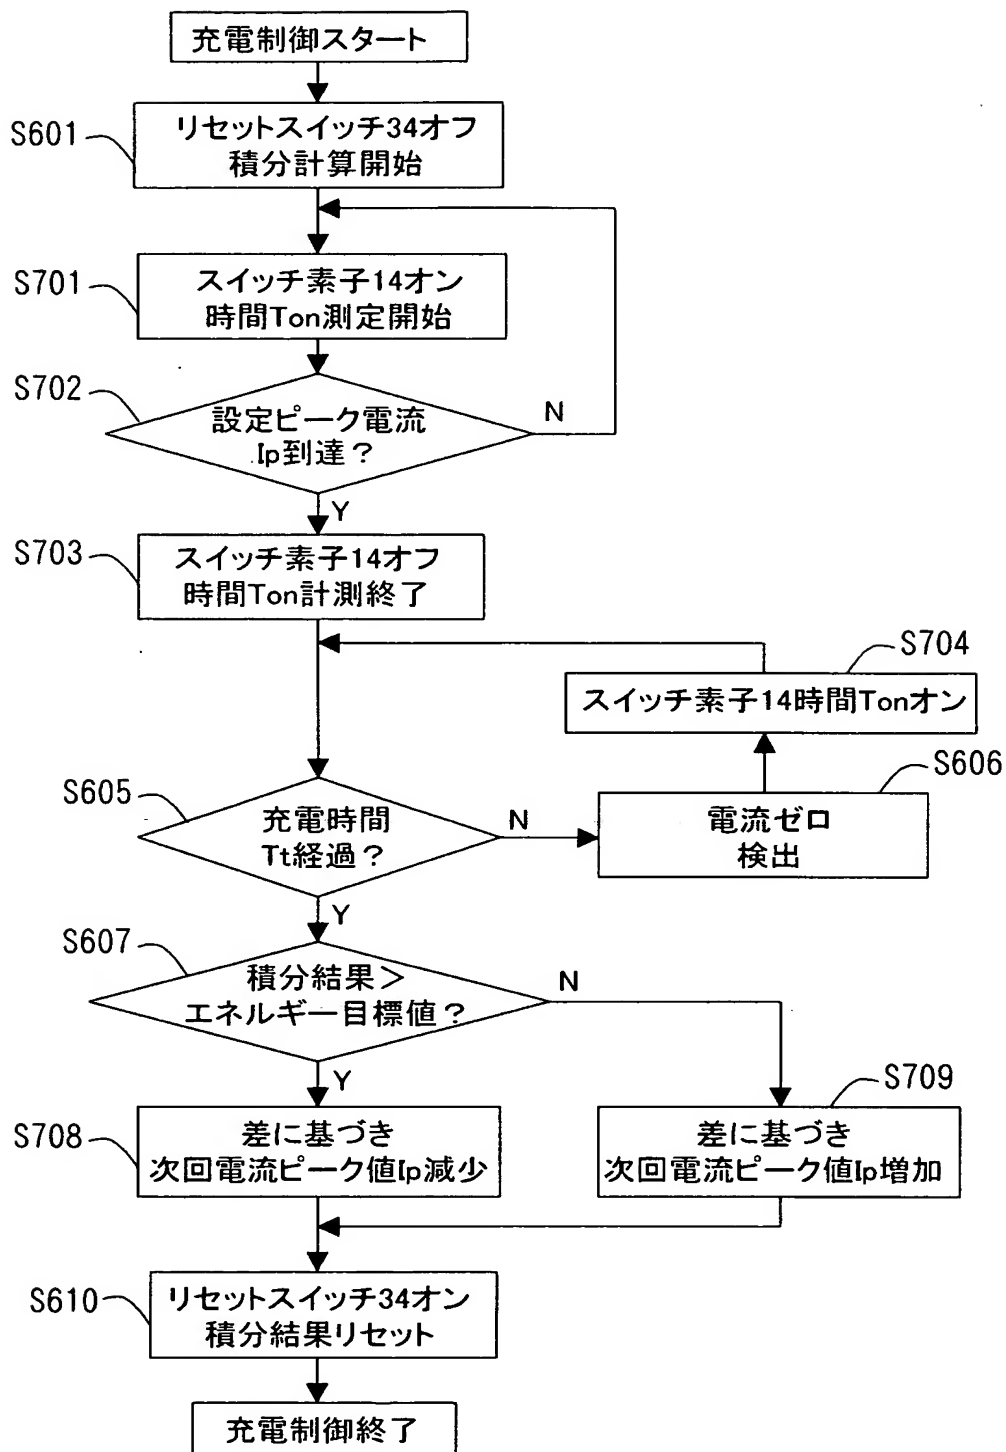 充電制御スタート
S601
リセットスイッチ34オフ
積分計算開始
S701
スイッチ素子14オン
時間Ton測定開始
S702
設定ピーク電流
Ip到達？
N
Y
S703
スイッチ素子14オフ
時間Ton計測終了
S704
スイッチ素子14時間Tonオン
S606
電流ゼロ
検出
S605
充電時間
Tt経過？
N
Y
S607
積分結果＞
エネルギー目標値？
N
Y
S708
差に基づき
次回電流ピーク値Ip減少
S709
差に基づき
次回電流ピーク値Ip増加
S610
リセットスイッチ34オン
積分結果リセット
充電制御終了